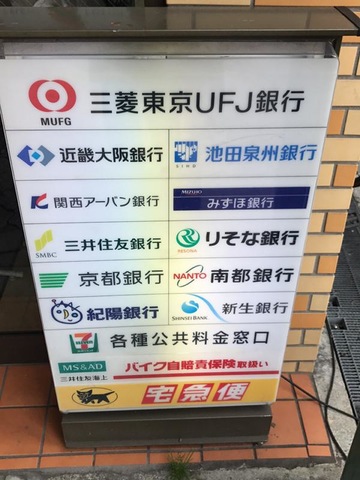 三菱東京UFJ銀行
MUFG
近畿大阪銀行
池田泉州銀行
SIHD
関西アーバン銀行
MIZUHO
みずほ銀行
SMBC
三井住友銀行
RESONA
りそな銀行
京都銀行
NANTO 南都銀行
紀陽銀行
SHINSEI BANK
新生銀行
7 ELEVEN
各種公共料金窓口
MS&AD
三井住友海上
バイク自賠責保険取扱い
宅急便